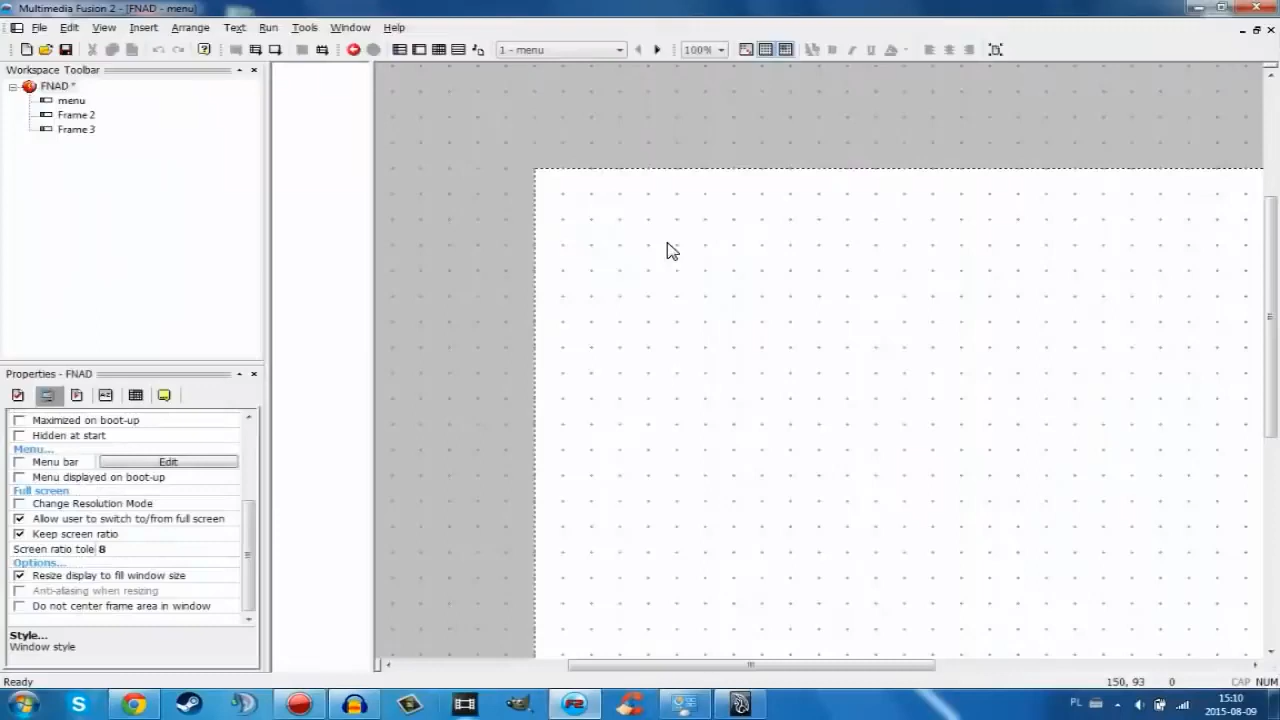 Multimedia Fusion 2 - [FNAD - menu]
File Edit View Insert Arrange Text Run Tools Window Help
1 - menu 100%
Workspace Toolbar
FNAD *
menu
Frame 2
Frame 3
Properties - FNAD
Maximized on boot-up
Hidden at start
Menu...
Menu bar Edit
Menu displayed on boot-up
Full screen
Change Resolution Mode
Allow user to switch to/from full screen
Keep screen ratio
Screen ratio tole 8
Options...
Resize display to fill window size
Anti-aliasing when resizing
Do not center frame area in window
Style...
Window style
Ready 150, 93 0 CAP NUM
PL 15:10
2015-08-09